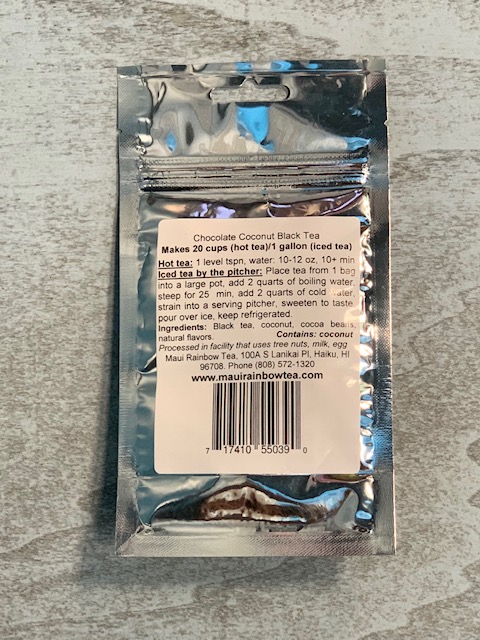 Chocolate Coconut Black Tea
Makes 20 cups (hot tea)/1 gallon (iced tea)
Hot tea: 1 level tspn, water: 10-12 oz, 10+ min
Iced tea by the pitcher: Place tea from 1 bag
into a large pot, add 2 quarts of boiling water,
steep for 25 min, add 2 quarts of cold water,
strain into a serving pitcher, sweeten to taste
pour over ice, keep refrigerated.
Ingredients: Black tea, coconut, cocoa beans,
natural flavors. Contains: coconut
Processed in facility that uses tree nuts, milk, egg
Maui Rainbow Tea, 100A S Lanikai Pl, Haiku, HI
96708. Phone (808) 572-1320
www.mauirainbowtea.com
7 17410 55039 0